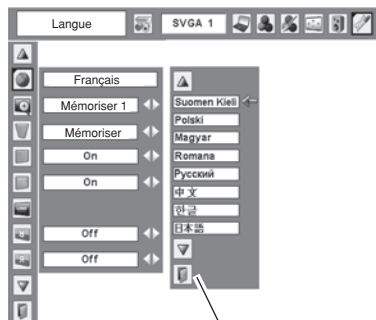 Langue
SVGA 1
Français
Mémoriser 1
Mémoriser
On
On
Off
Off
Suomen Kieli
Polski
Magyar
Romana
Русский
中文
한글
日本語